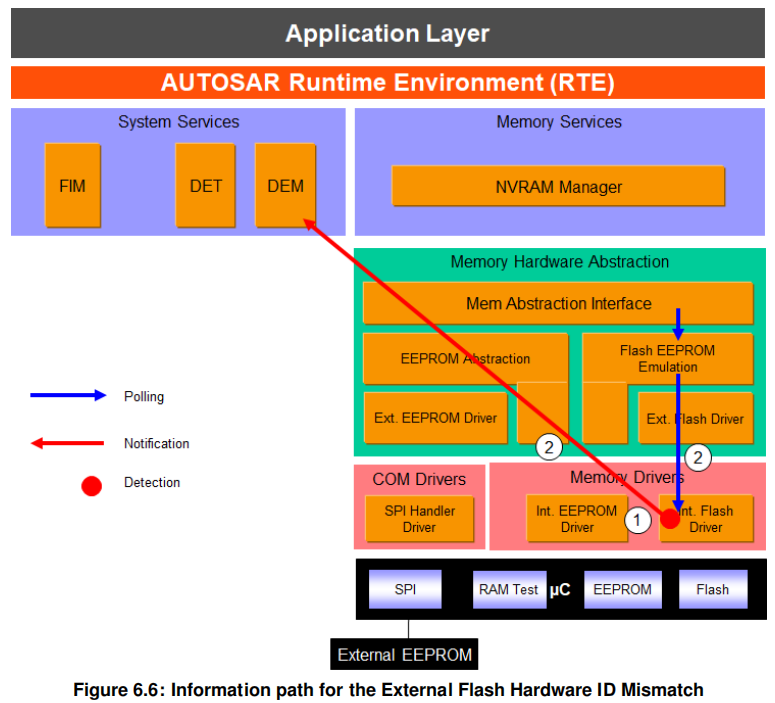 Application Layer
AUTOSAR Runtime Environment (RTE)
System Services
Memory Services
FIM
DET
DEM
NVRAM Manager
Memory Hardware Abstraction
Mem Abstraction Interface
EEPROM Abstraction
Flash EEPROM
Emulation
Ext. EEPROM Driver
Ext. Flash Driver
Polling
Notification
Detection
2
2
COM Drivers
Memory Drivers
SPI Handler
Driver
Int. EEPROM
Driver
1
Int. Flash
Driver
SPI
RAM Test
µC
EEPROM
Flash
External EEPROM
Figure 6.6: Information path for the External Flash Hardware ID Mismatch